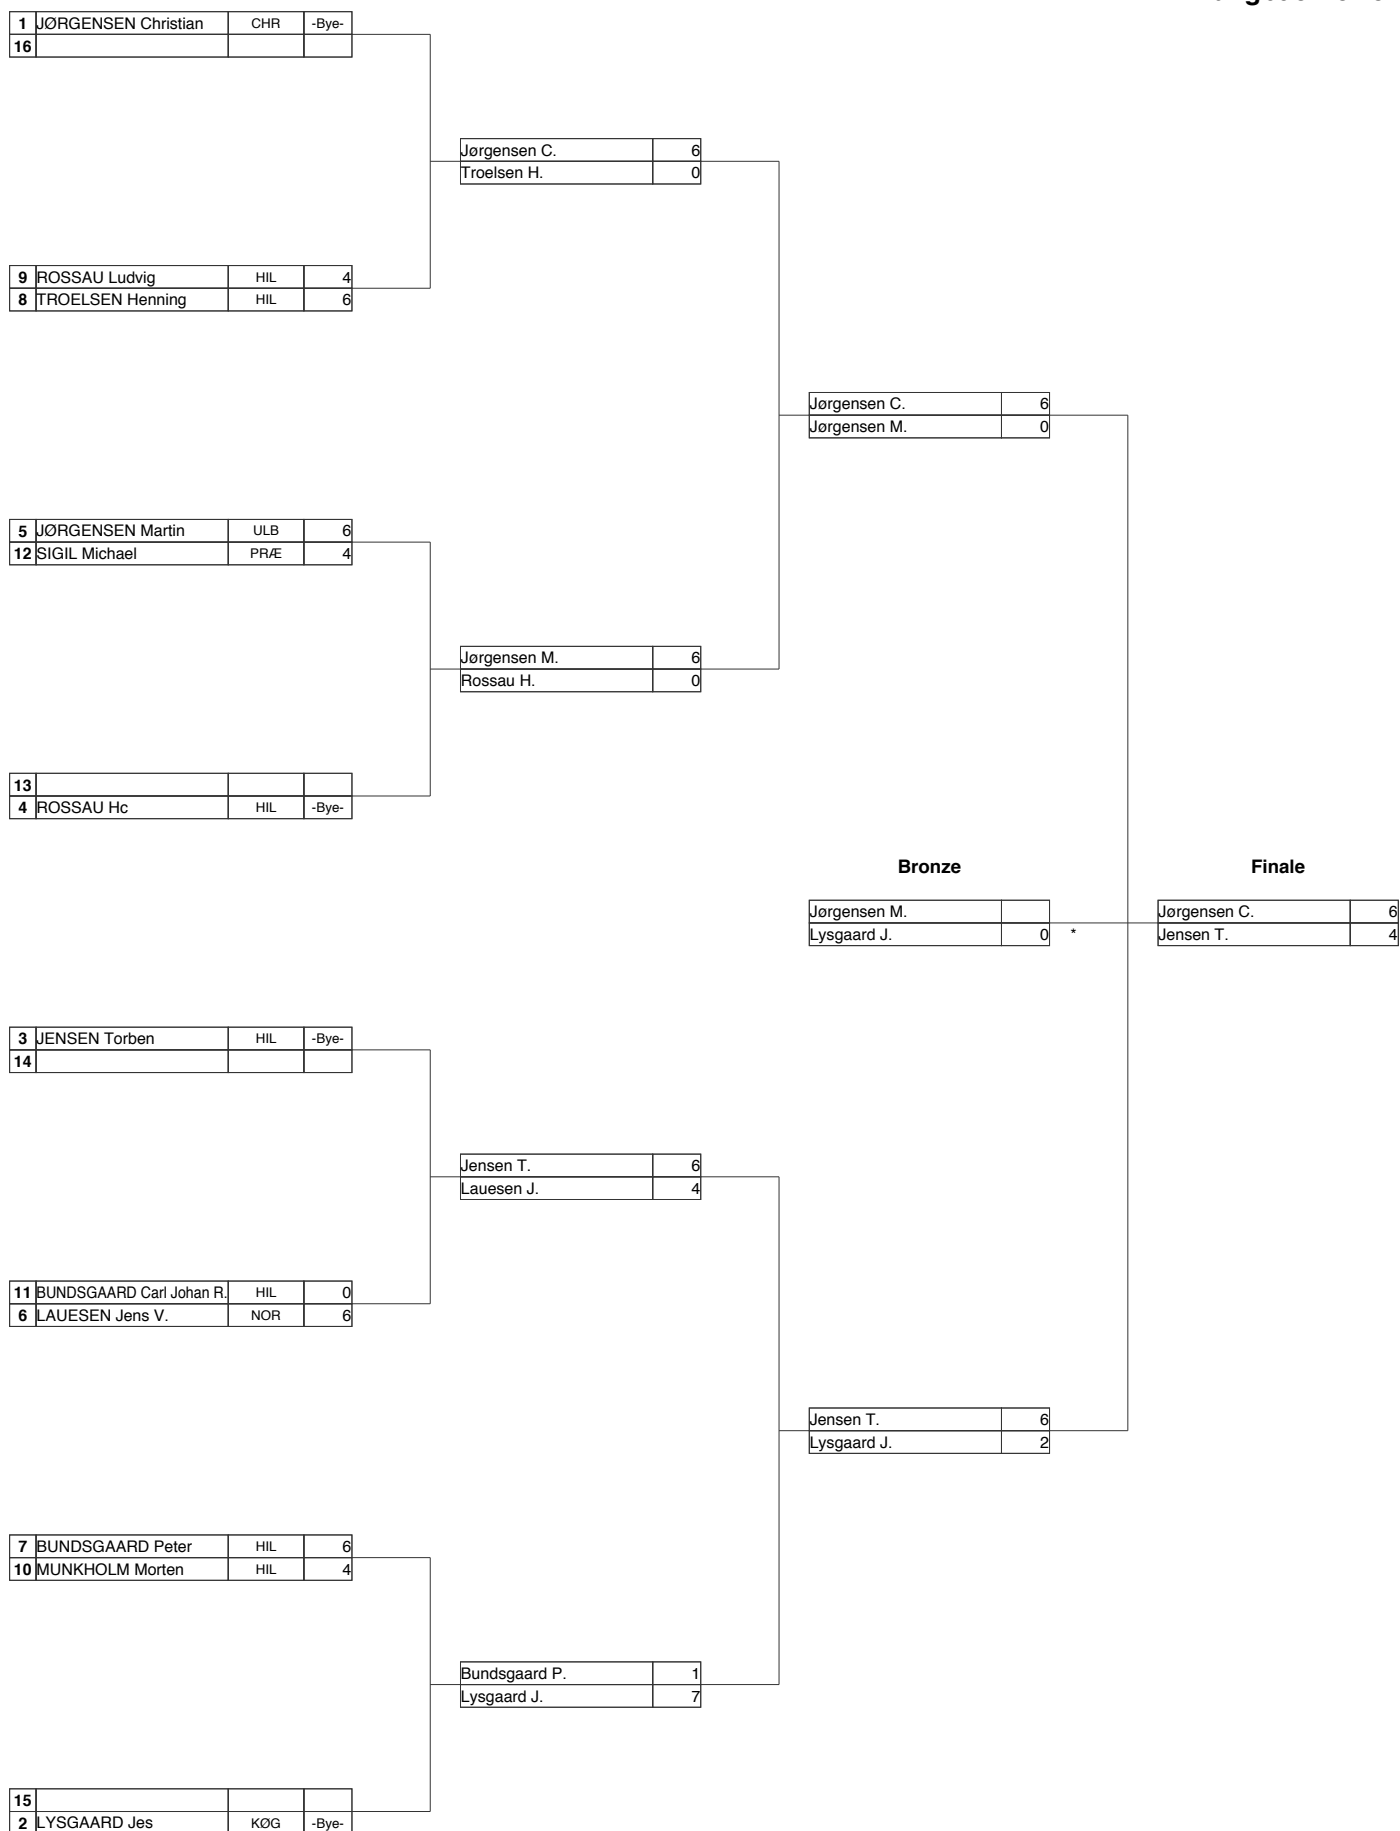 1 JØRGENSEN Christian CHR -Bye-
16
Jørgensen C. 6
Troelsen H. 0
9 ROSSAU Ludvig HIL 4
8 TROELSEN Henning HIL 6
Jørgensen C. 6
Jørgensen M. 0
5 JØRGENSEN Martin ULB 6
12 SIGIL Michael PRÆ 4
Jørgensen M. 6
Rossau H. 0
13
4 ROSSAU Hc HIL -Bye-
Bronze Finale
Jørgensen M. Jørgensen C. 6
Lysgaard J. 0 * Jensen T. 4
3 JENSEN Torben HIL -Bye-
14
Jensen T. 6
Lauesen J. 4
11 BUNDSGAARD Carl Johan R. HIL 0
6 LAUESEN Jens V. NOR 6
Jensen T. 6
Lysgaard J. 2
7 BUNDSGAARD Peter HIL 6
10 MUNKHOLM Morten HIL 4
Bundsgaard P. 1
Lysgaard J. 7
15
2 LYSGAARD Jes KØG -Bye-